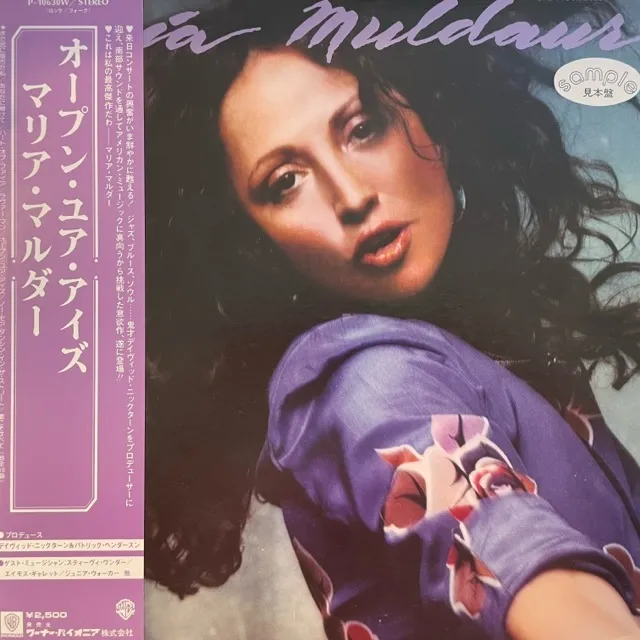 P-10630W/STEREO
(ロック/フォーク)
オープン・ユア・アイズ
マリア・マルダー
♥来日コンサートの興奮がいま鮮やかに甦える/ ジャズ、ブルース、ソウル……鬼才デイヴィッド・ニックターンをプロデューサーに
迎え、南部サウンドを通してアメリカン・ミュージックに真向うから挑戦した意欲作、遂に登場!!
♥これは私の最高傑作だわ——マリア・マルダー
●プロデュース
デイヴィッド・ニックターン&パトリック・ヘンダースン
●ゲスト・ミュージシャン:スティーヴィ・ワンダー/
エイモス・ギャレット/ジュニア・ウォーカー 他
¥2,500
発売元
ワーナー・パイオニア株式会社
ia Muldaur
sample
見本盤